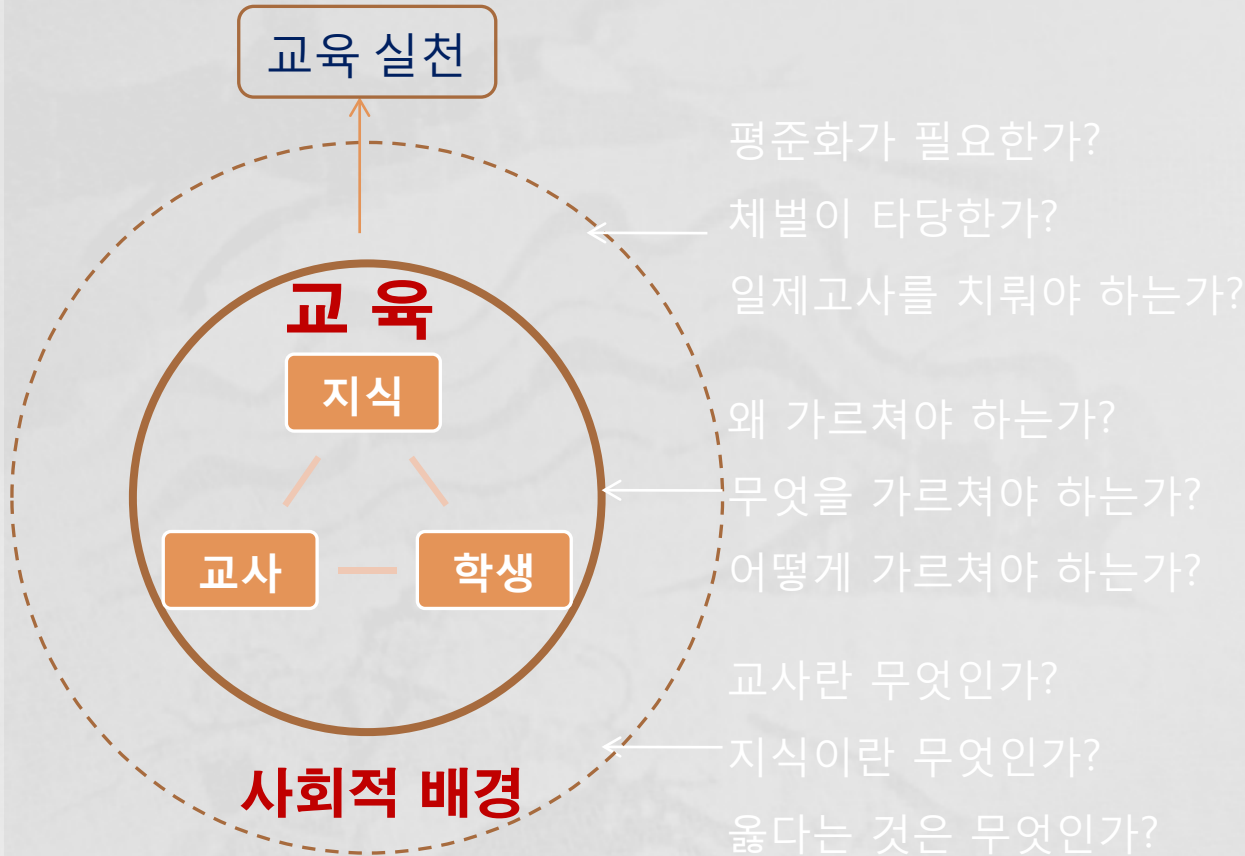 교육 실천
평준화가 필요한가?
체벌이 타당한가?
일제고사를 치뤄야 하는가?
교 육
지식
왜 가르쳐야 하는가?
무엇을 가르쳐야 하는가?
교사
학생
어떻게 가르쳐야 하는가?
교사란 무엇인가?
지식이란 무엇인가?
사회적 배경
옳다는 것은 무엇인가?